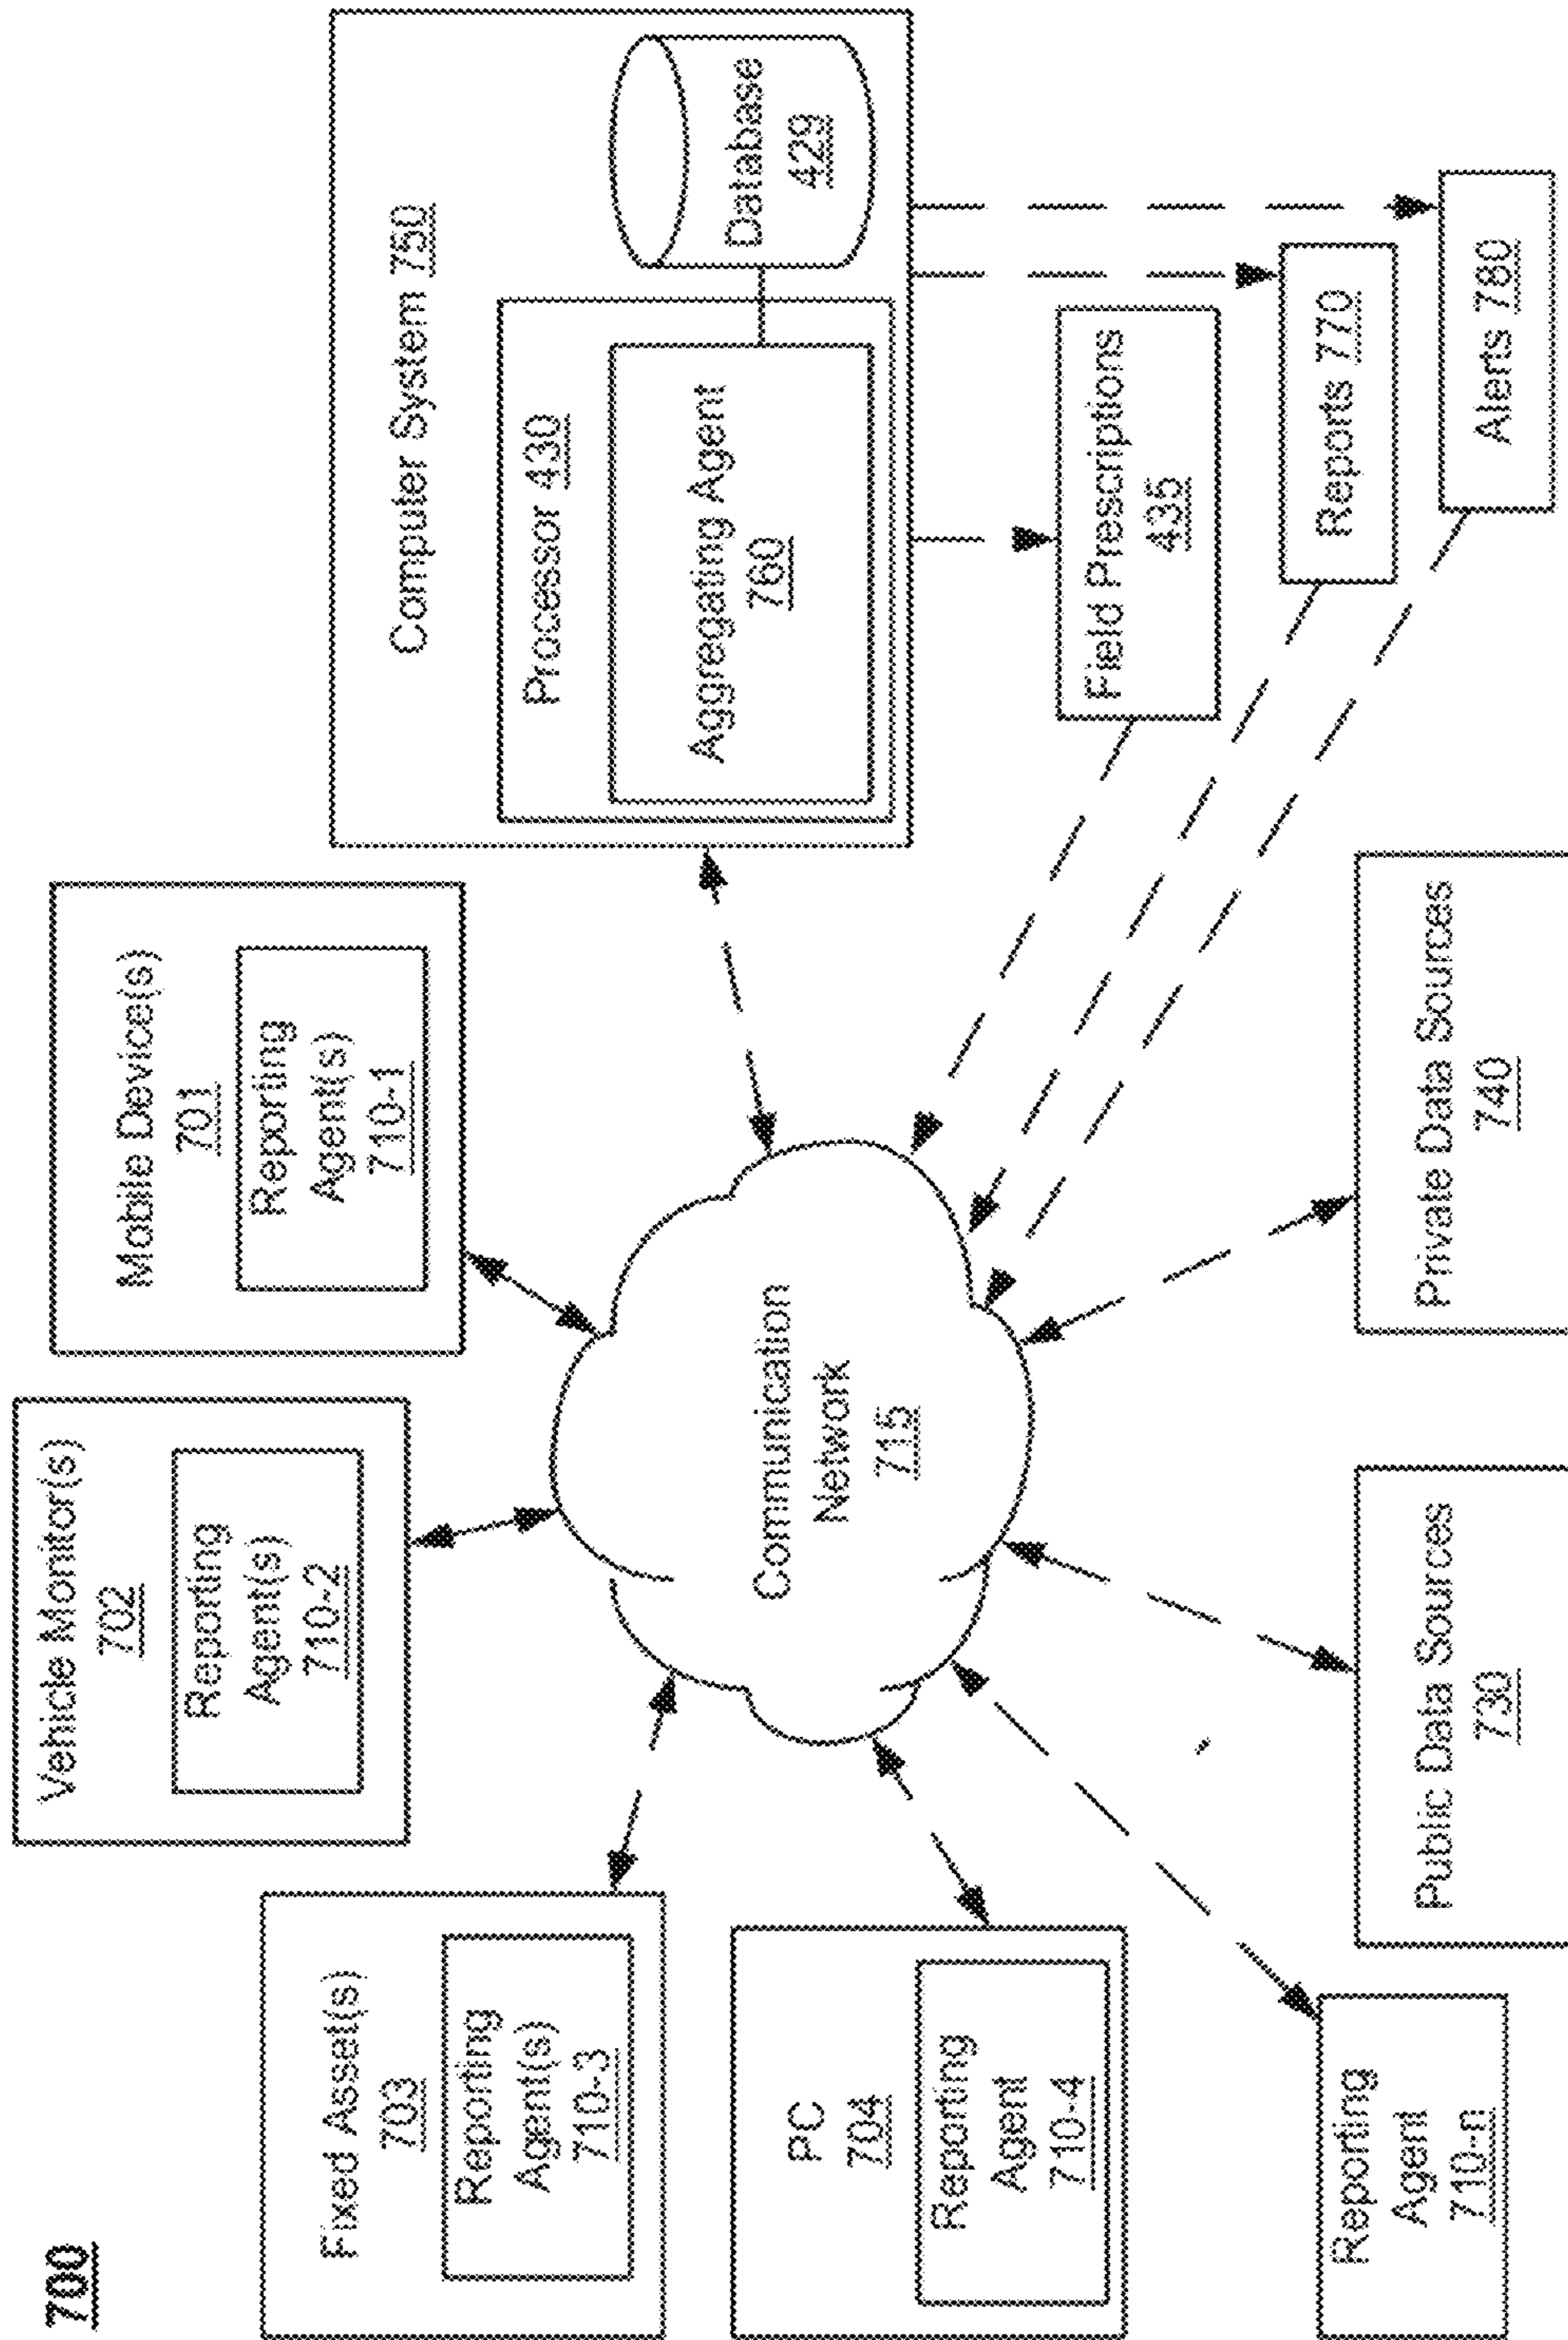 700
Fixed Asset(s)
703
Reporting
Agent(s)
710-3
Vehicle Monitor(s)
702
Reporting
Agent(s)
710-2
Mobile Device(s)
701
Reporting
Agent(s)
710-1
Computer System 750
Processor 430
Aggregating Agent
760
Database
429
PC
704
Reporting
Agent
710-4
Communication
Network
715
Field Prescriptions
435
Reports 770
Alerts 780
Reporting
Agent
710-n
Public Data Sources
730
Private Data Sources
740